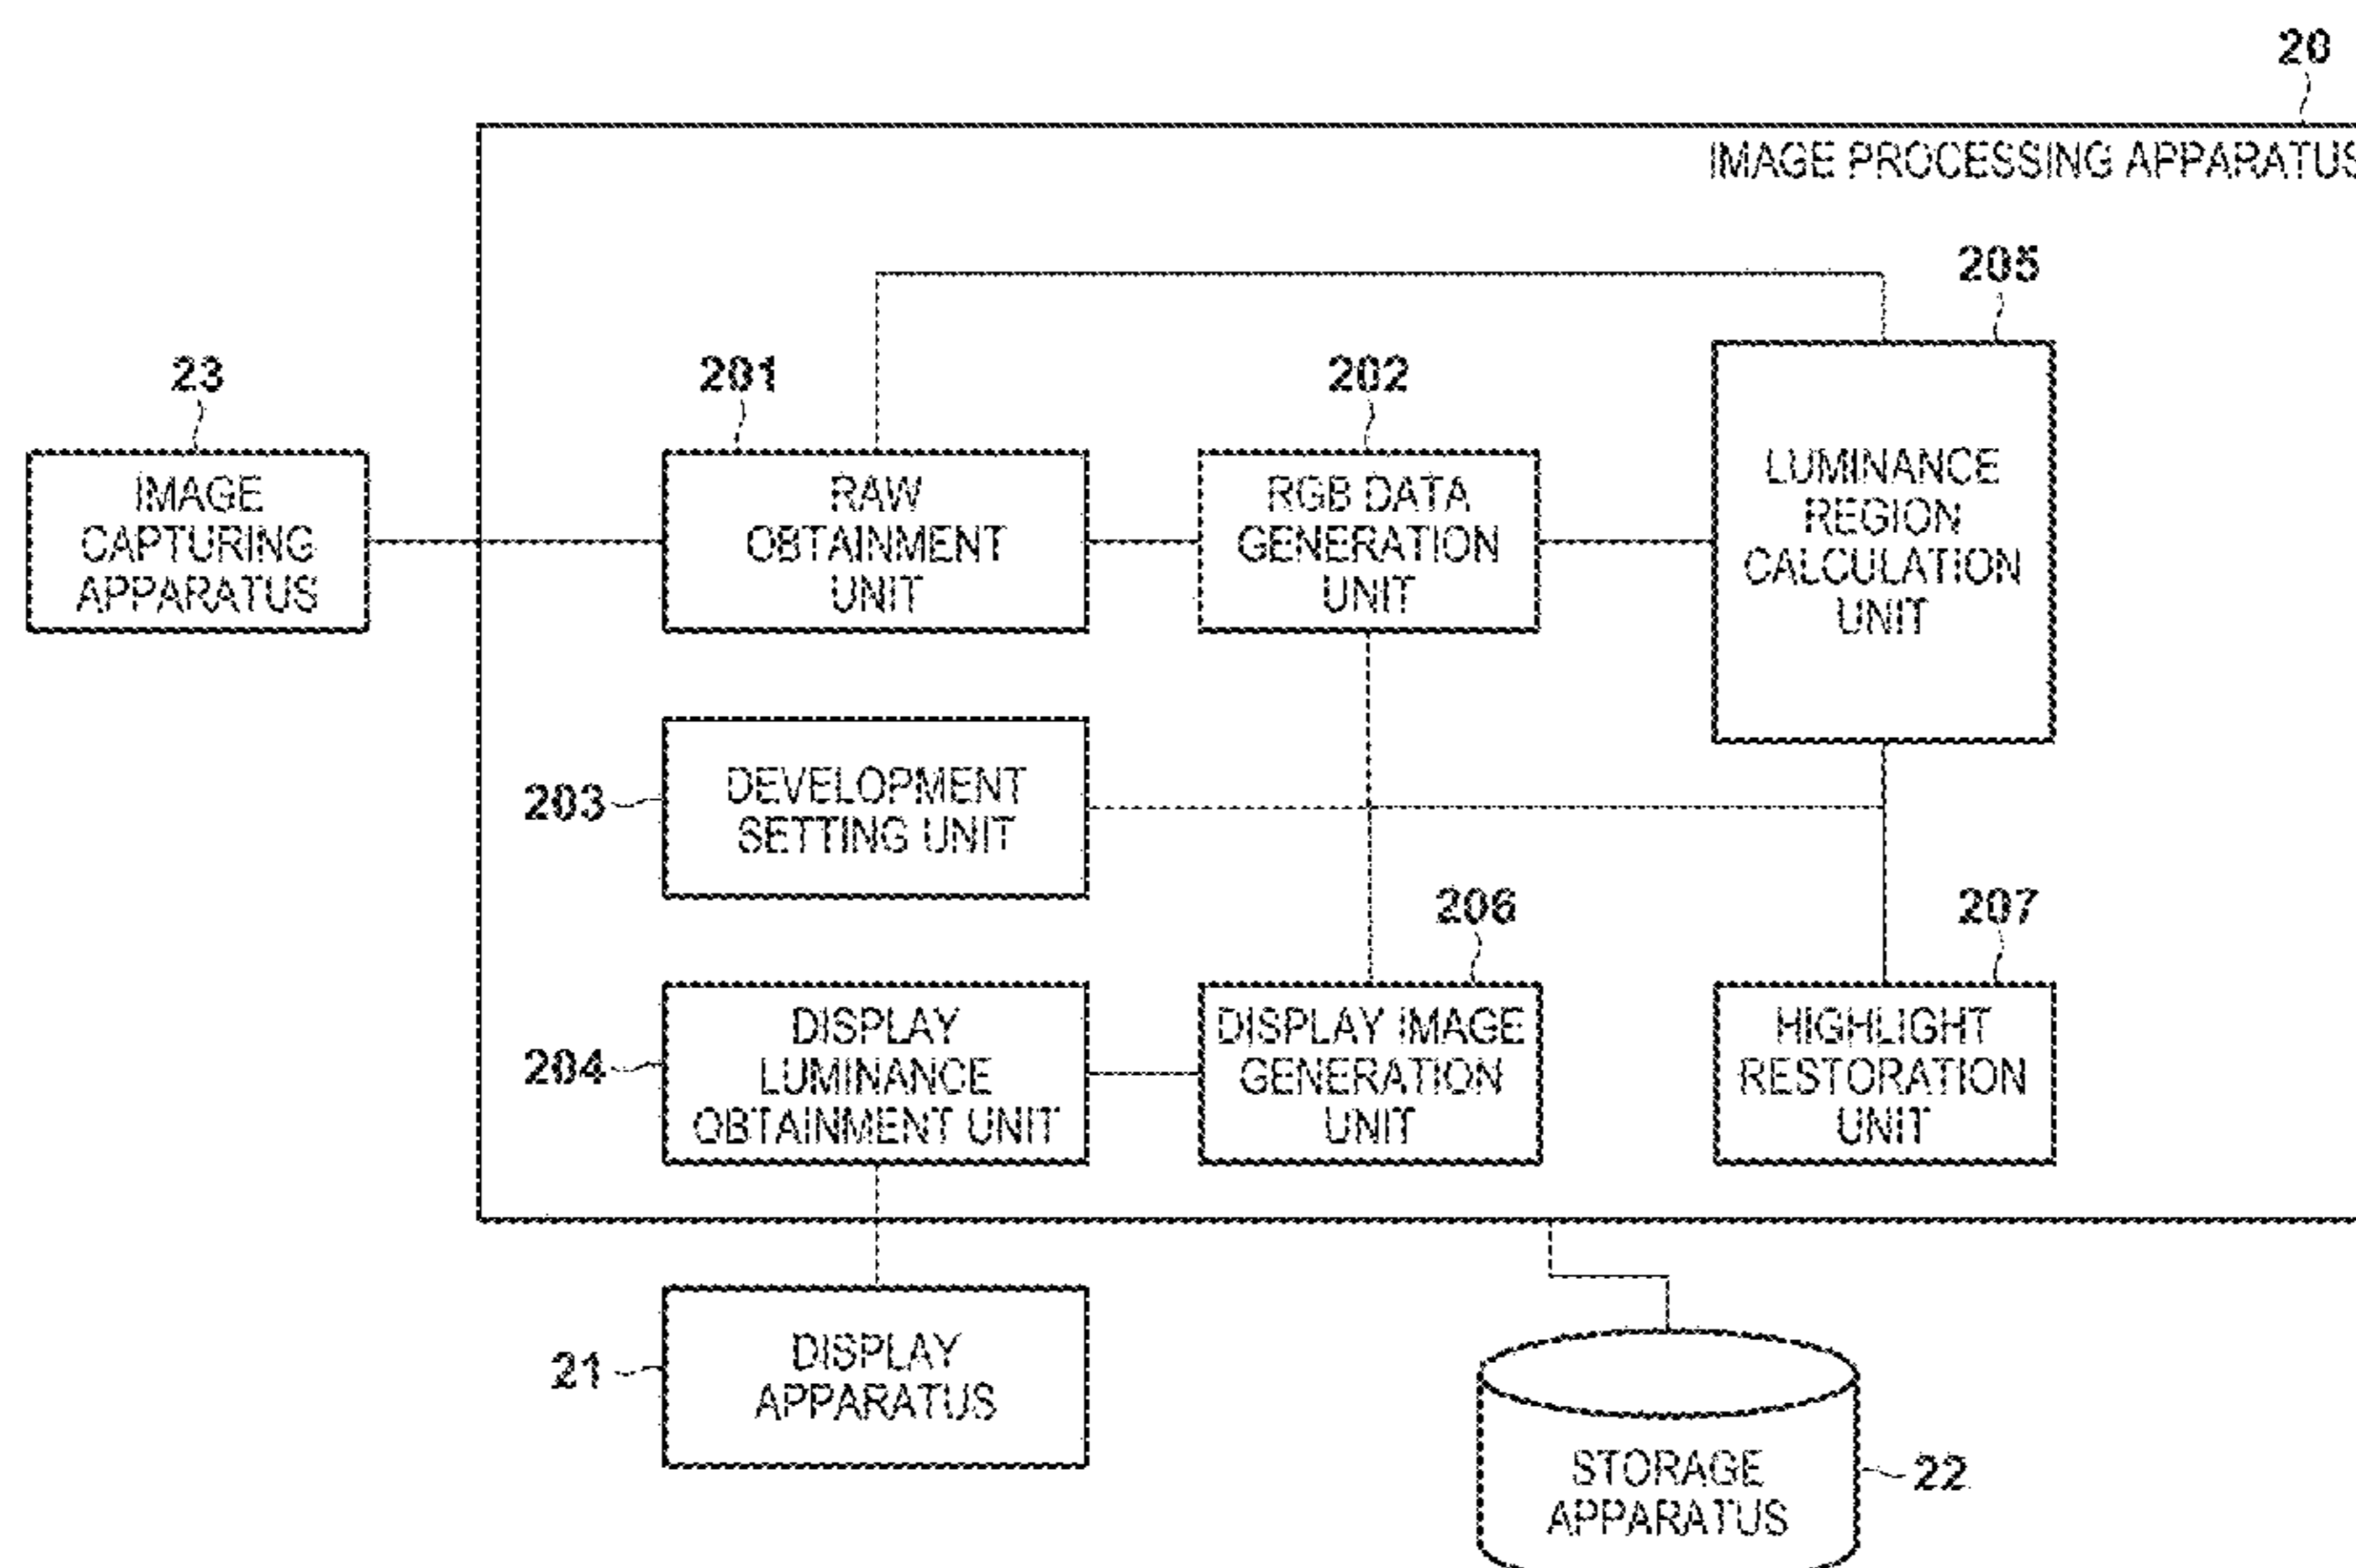 20
IMAGE PROCESSING APPARATUS
205
23
201
202
IMAGE
CAPTURING
APPARATUS
RAW
OBTAINMENT
UNIT
RGB DATA
GENERATION
UNIT
LUMINANCE
REGION
CALCULATION
UNIT
203
DEVELOPMENT
SETTING UNIT
206
207
204
DISPLAY
LUMINANCE
OBTAINMENT UNIT
DISPLAY IMAGE
GENERATION
UNIT
HIGHLIGHT
RESTORATION
UNIT
21
DISPLAY
APPARATUS
STORAGE
APPARATUS
22